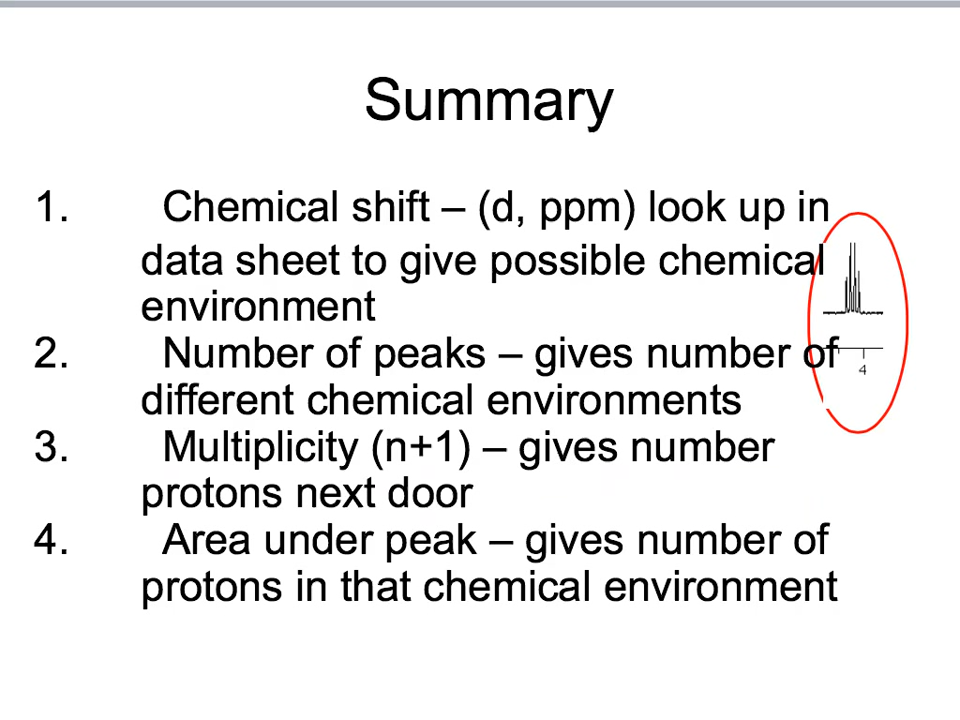 Summary
1. Chemical shift – (d, ppm) look up in
data sheet to give possible chemical
environment
2. Number of peaks – gives number of
different chemical environments
3. Multiplicity (n+1) – gives number
protons next door
4. Area under peak – gives number of
protons in that chemical environment
4